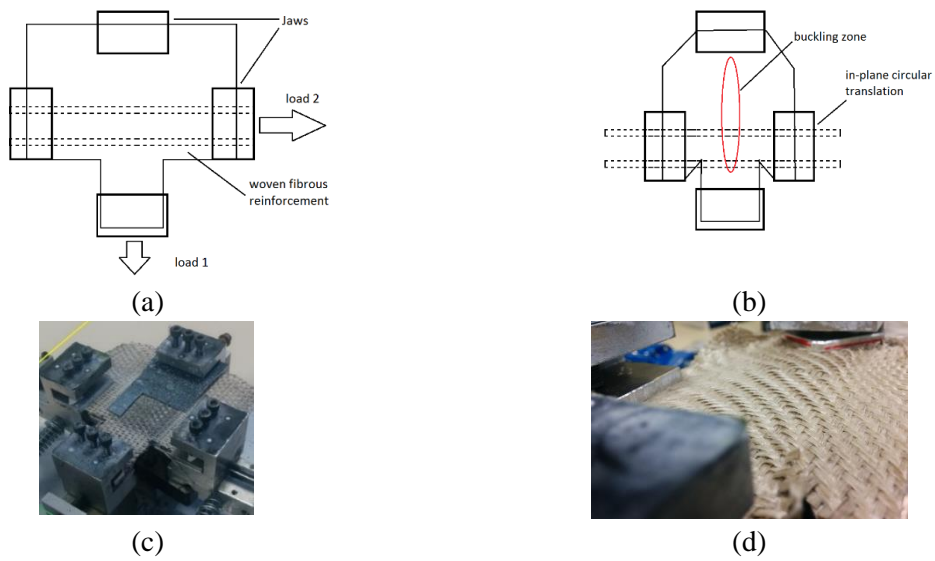 Jaws
load 2
woven fibrous
reinforcement
load 1
(a)
buckling zone
in-plane circular
translation
(b)
(c)
(d)